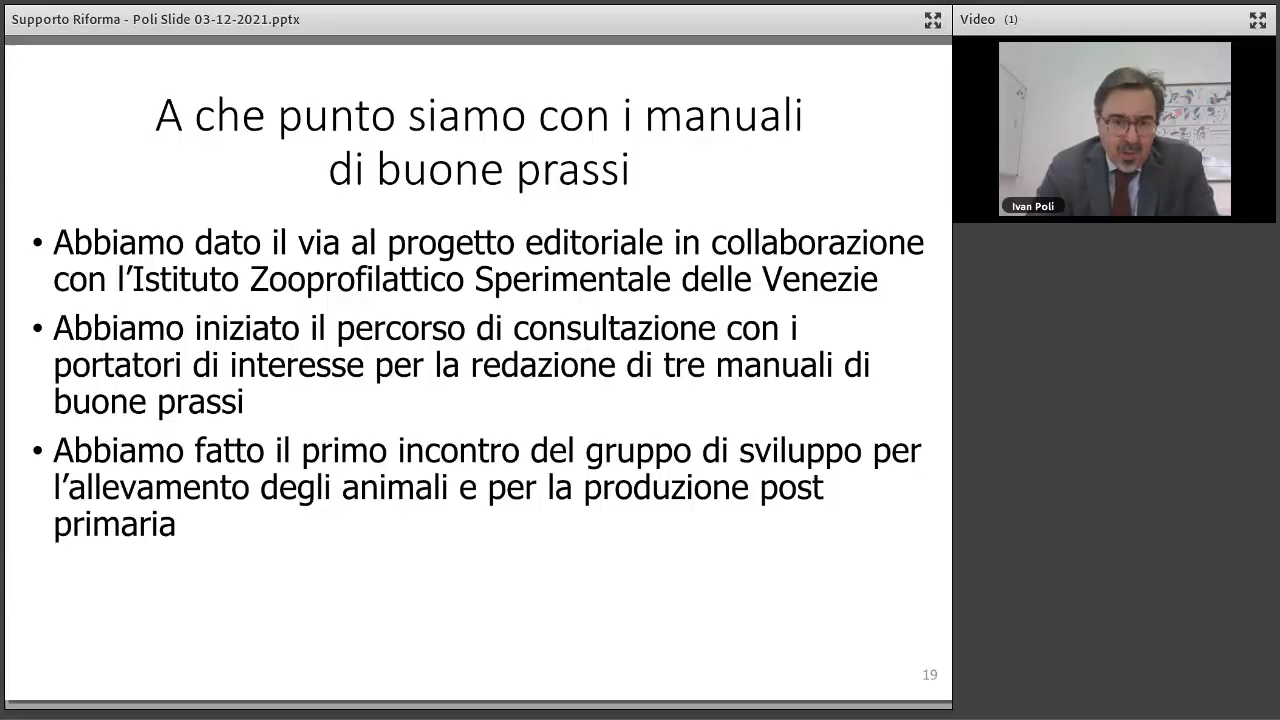 Supporto Riforma - Poli Slide 03-12-2021.pptx
Video (1)
A che punto siamo con i manuali
di buone prassi
• Abbiamo dato il via al progetto editoriale in collaborazione
con l’Istituto Zooprofilattico Sperimentale delle Venezie
• Abbiamo iniziato il percorso di consultazione con i
portatori di interesse per la redazione di tre manuali di
buone prassi
• Abbiamo fatto il primo incontro del gruppo di sviluppo per
l’allevamento degli animali e per la produzione post
primaria
19
Ivan Poli